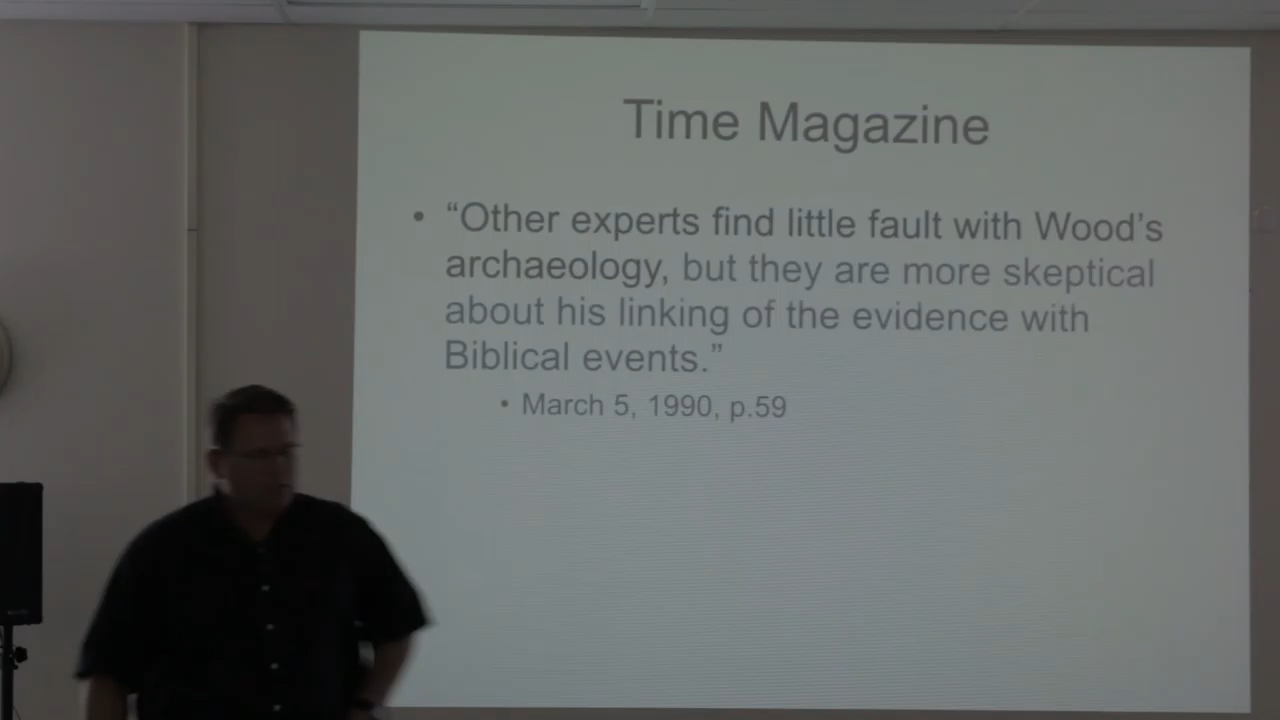 Time Magazine
• “Other experts find little fault with Wood’s
archaeology, but they are more skeptical
about his linking of the evidence with
Biblical events.”
• March 5, 1990, p.59